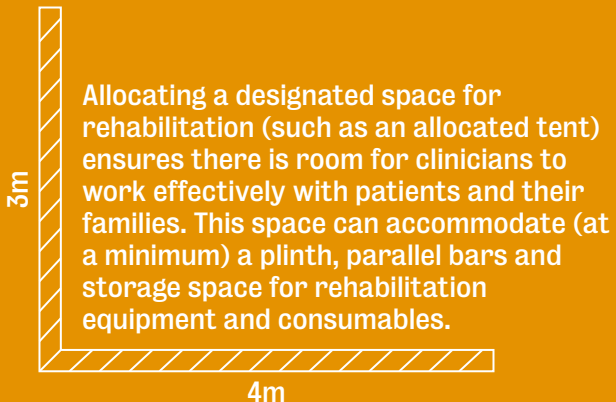 Allocating a designated space for
rehabilitation (such as an allocated tent)
ensures there is room for clinicians to
work effectively with patients and their
families. This space can accommodate (at
a minimum) a plinth, parallel bars and
storage space for rehabilitation
equipment and consumables.
3m
4m